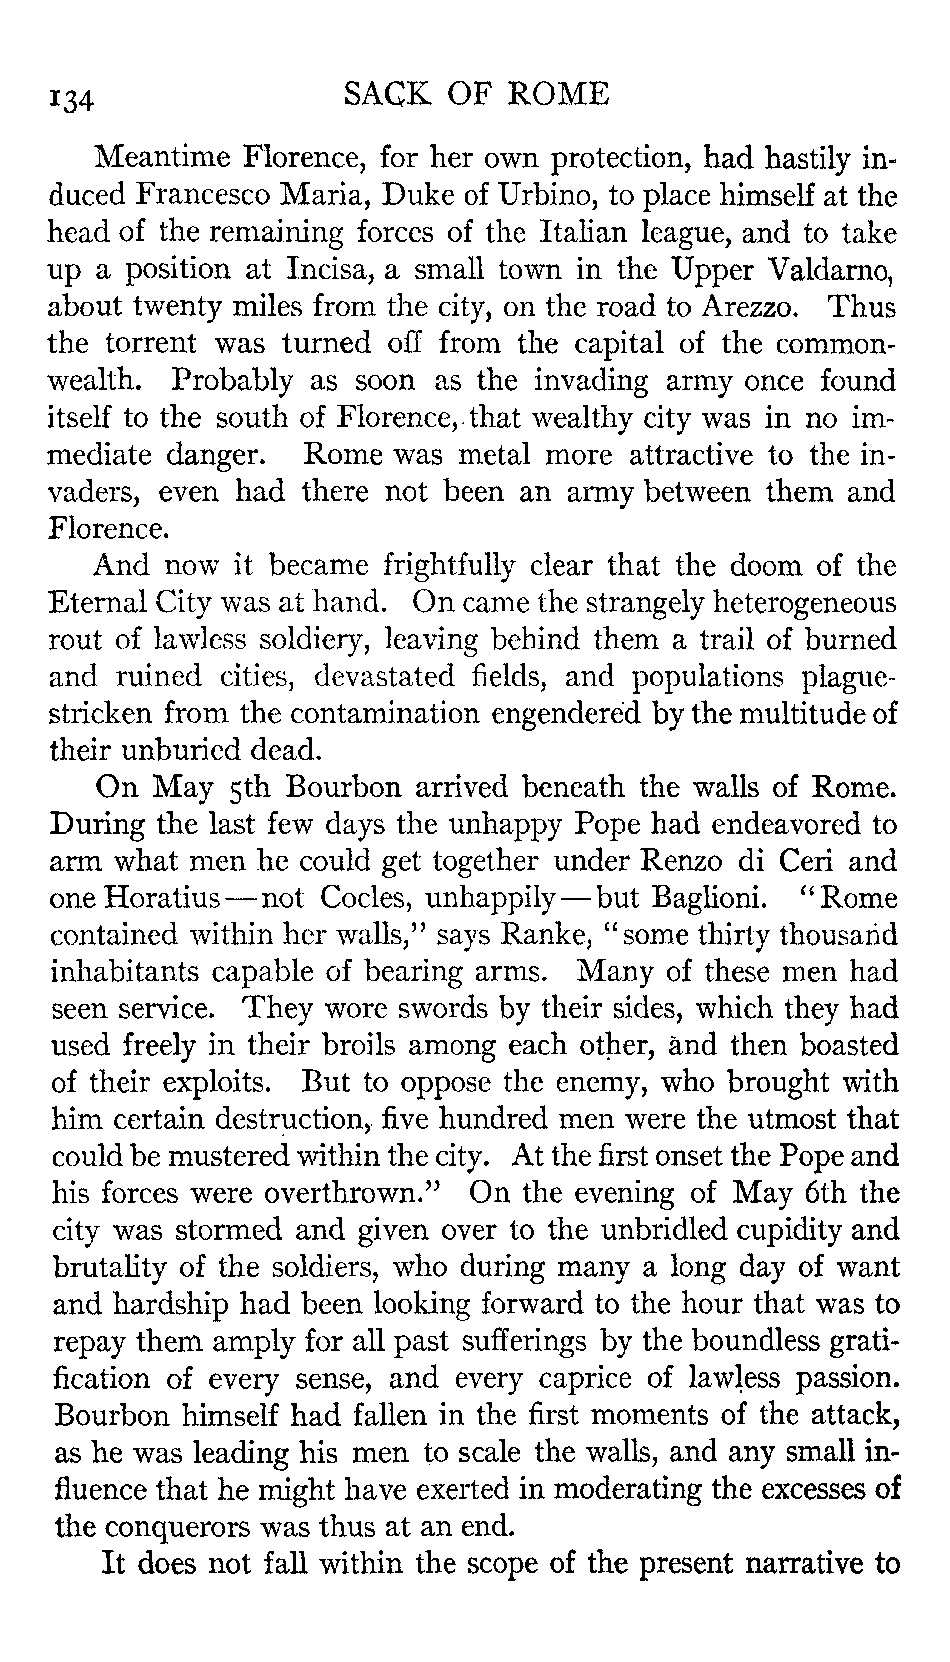 134 SACK OF ROME
Meantime Florence, for her own protection, had hastily in-
duced Francesco Maria, Duke of Urbino, to place himself at the
head of the remaining forces of the Italian league, and to take
up a position at Incisa, a small town in the Upper Valdarno,
about twenty miles from the city, on the road to Arezzo. Thus
the torrent was turned off from the capital of the common-
wealth. Probably as soon as the invading army once found
itself to the south of Florence, that wealthy city was in no im-
mediate danger. Rome was metal more attractive to the in-
vaders, even had there not been an army between them and
Florence.
And now it became frightfully clear that the doom of the
Eternal City was at hand. On came the strangely heterogeneous
rout of lawless soldiery, leaving behind them a trail of burned
and ruined cities, devastated fields, and populations plague-
stricken from the contamination engendered by the multitude of
their unburied dead.
On May 5th Bourbon arrived beneath the walls of Rome.
During the last few days the unhappy Pope had endeavored to
arm what men he could get together under Renzo di Ceri and
one Horatius—not Cocles, unhappily—but Baglioni. "Rome
contained within her walls," says Ranke, "some thirty thousand
inhabitants capable of bearing arms. Many of these men had
seen service. They wore swords by their sides, which they had
used freely in their broils among each other, and then boasted
of their exploits. But to oppose the enemy, who brought with
him certain destruction, five hundred men were the utmost that
could be mustered within the city. At the first onset the Pope and
his forces were overthrown." On the evening of May 6th the
city was stormed and given over to the unbridled cupidity and
brutality of the soldiers, who during many a long day of want
and hardship had been looking forward to the hour that was to
repay them amply for all past sufferings by the boundless grati-
fication of every sense, and every caprice of lawless passion.
Bourbon himself had fallen in the first moments of the attack,
as he was leading his men to scale the walls, and any small in-
fluence that he might have exerted in moderating the excesses of
the conquerors was thus at an end.
It does not fall within the scope of the present narrative to